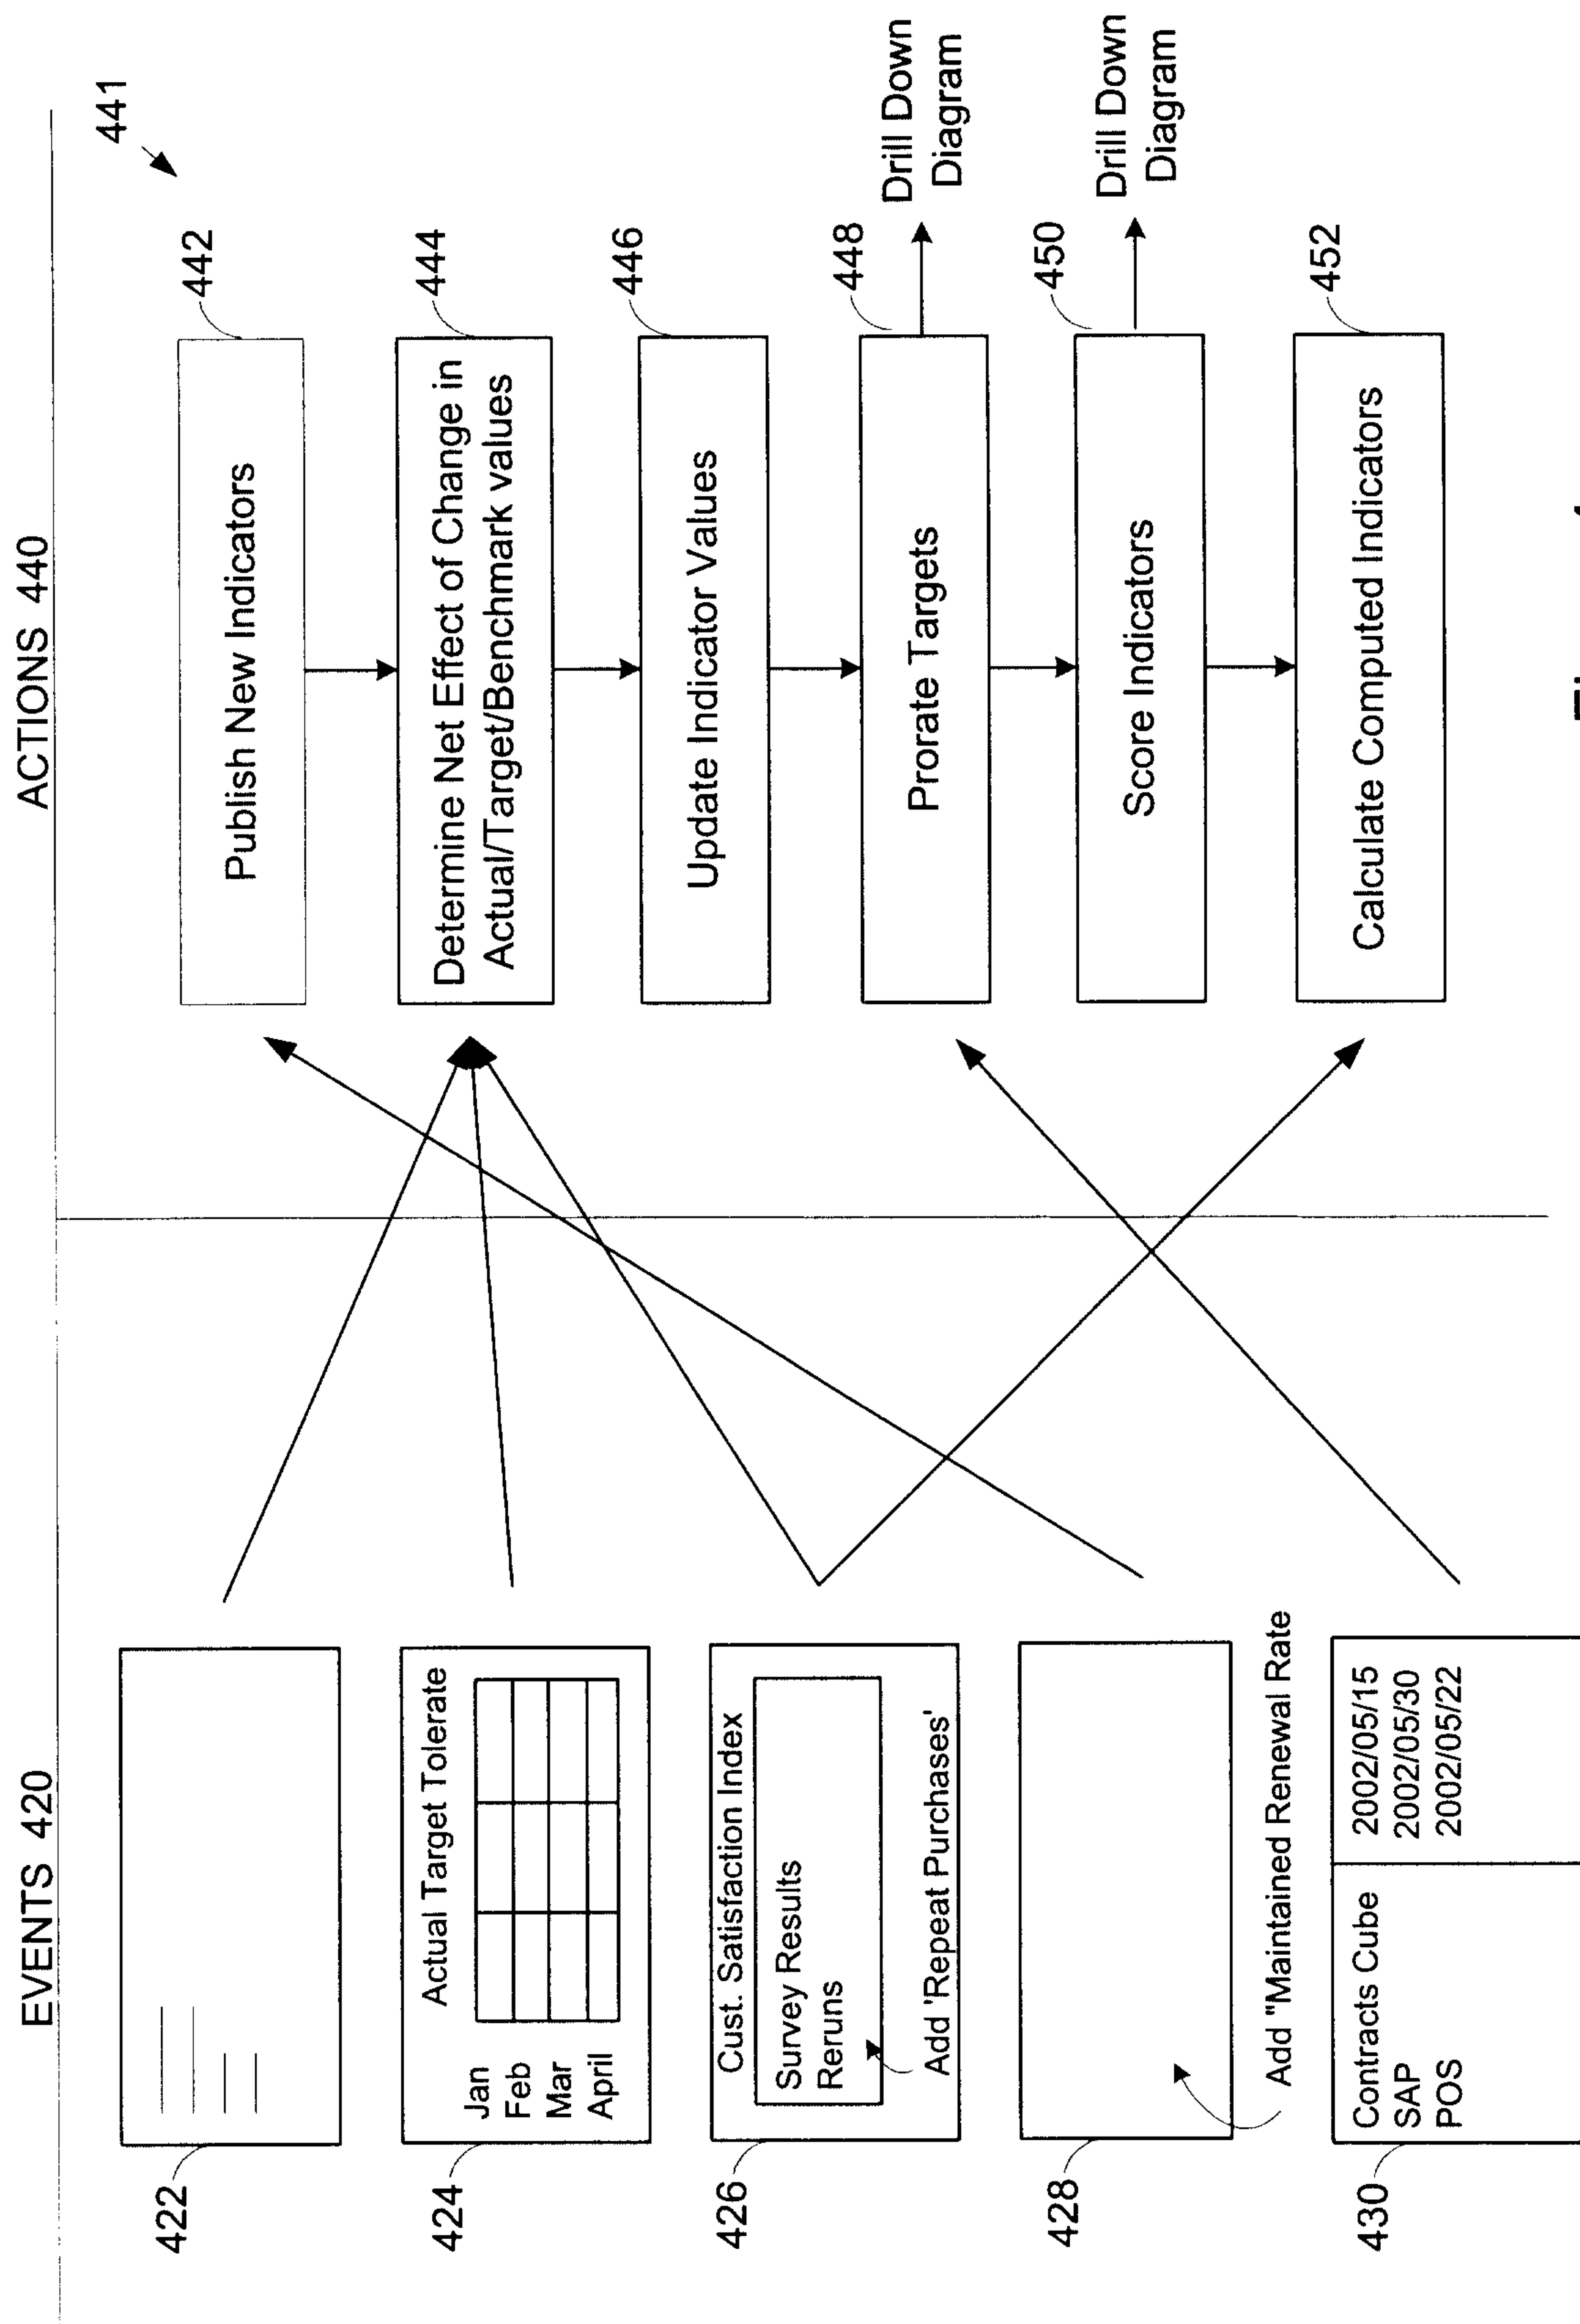 EVENTS 420
ACTIONS 440
441
422
424
Actual Target Tolerate
Jan
Feb
Mar
April
426
Cust. Satisfaction Index
Survey Results
Reruns
Add 'Repeat Purchases'
428
Add "Maintained Renewal Rate
430
Contracts Cube 2002/05/15
SAP 2002/05/30
POS 2002/05/22
442
Publish New Indicators
444
Determine Net Effect of Change in
Actual/Target/Benchmark values
446
Update Indicator Values
448
Prorate Targets
Drill Down
Diagram
450
Score Indicators
Drill Down
Diagram
452
Calculate Computed Indicators